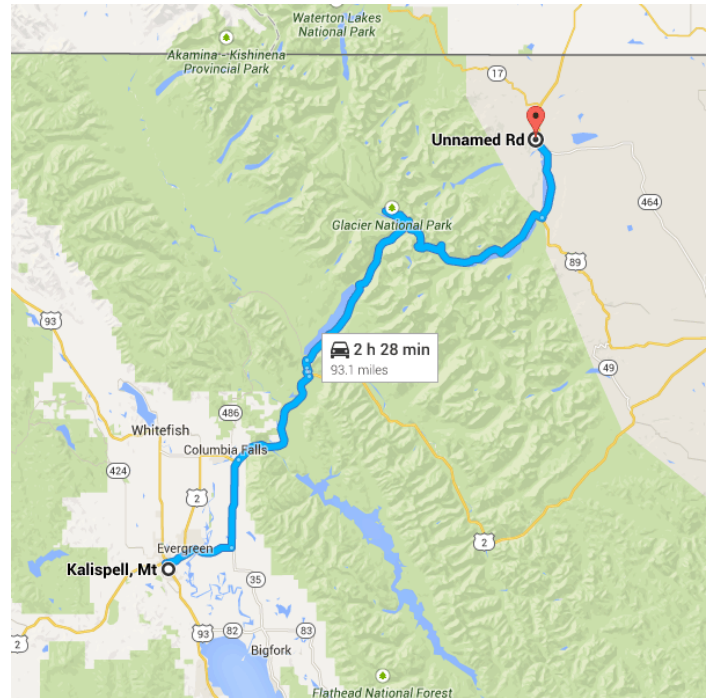 Waterton Lakes
National Park
Akamina - Kishinena
Provincial Park
17
Unnamed Rd
Glacier National Park
464
89
93
2 h 28 min
93.1 miles
49
486
Whitefish
Columbia Falls
424
2
2
Evergreen
Kalispell, Mt
35
2
93
82
83
Bigfork
Flathead National Forest